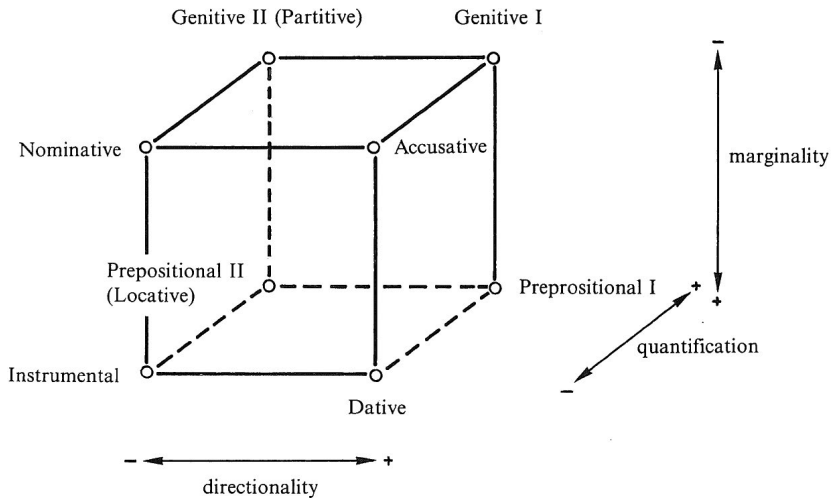 Genitive II (Partitive)
Genitive I
Nominative
Accusative
marginality
Prepositional II
(Locative)
Preprositional I
quantification
Instrumental
Dative
directionality
- +
- +
- +